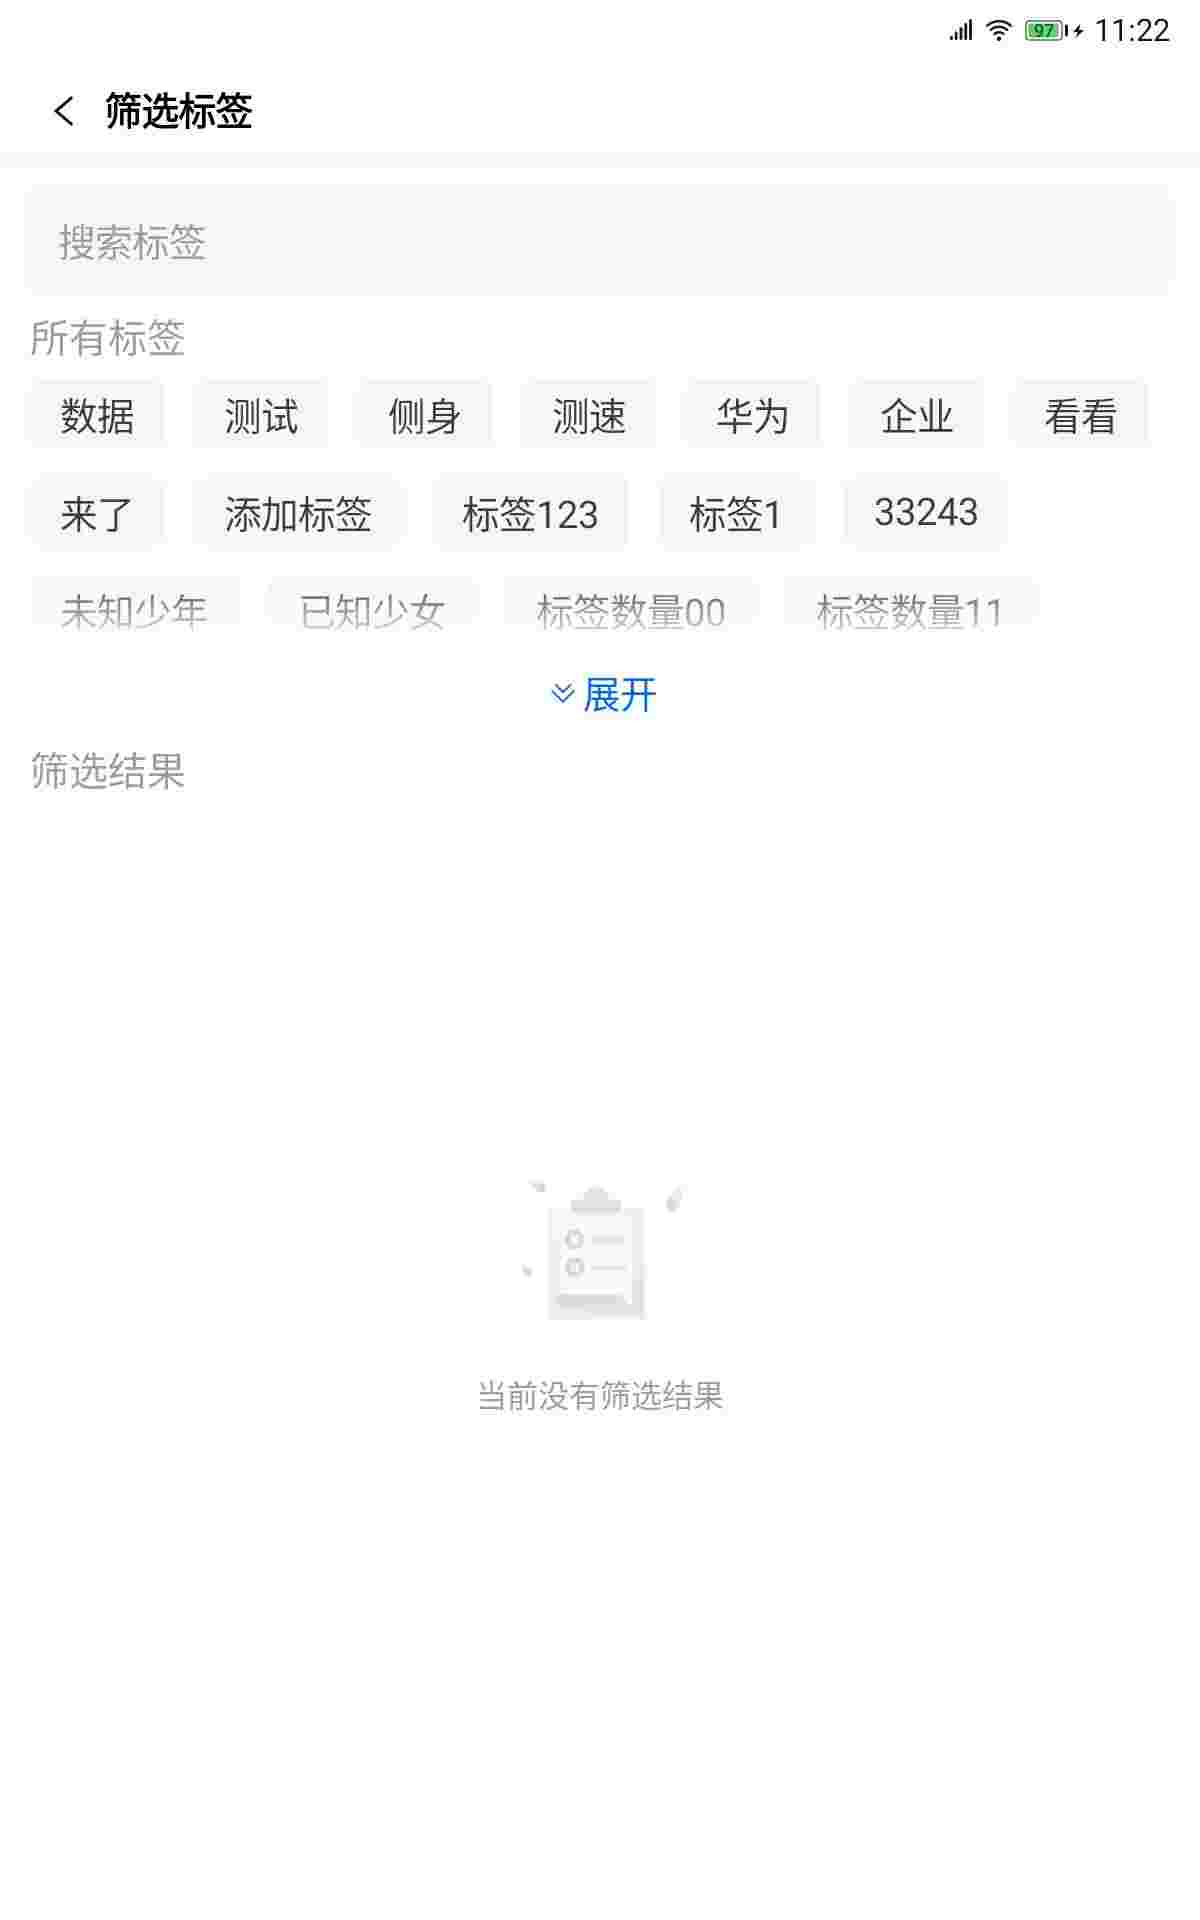 97 11:22
筛选标签
搜索标签
所有标签
数据 测试 侧身 测速 华为 企业 看看
来了 添加标签 标签123 标签1 33243
未知少年 已知少女 标签数量00 标签数量11
展开
筛选结果
当前没有筛选结果